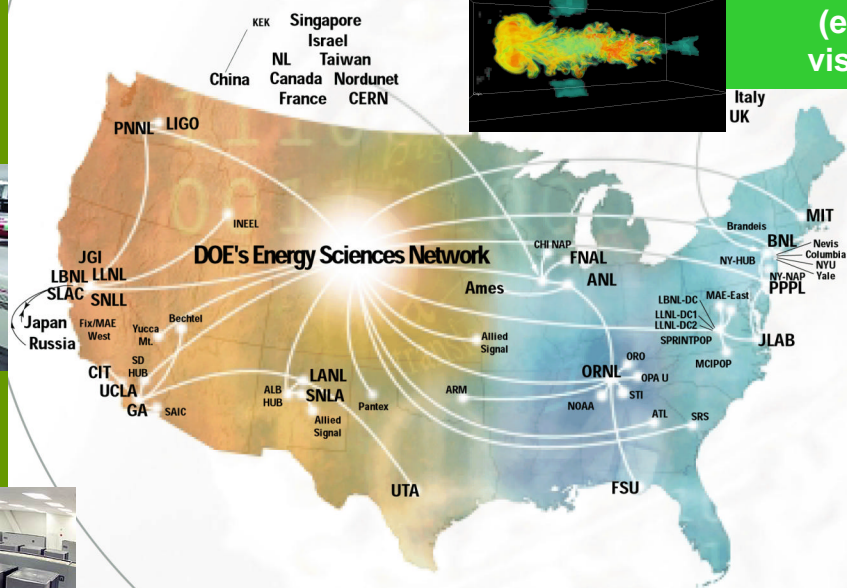 KEK
Singapore
Israel
NL Taiwan
China Canada Nordunet
France CERN
(e
vis
Italy
UK
PNNL LIGO
INEEL
DOE's Energy Sciences Network
JGI
LBNL LLNL
SLAC SNLL
Japan
Russia
Fix/MAE
West
Yucca
Mt.
Bechtel
SD
HUB
CIT
UCLA
GA
SAIC
ALB
HUB
LANL
SNLA
Allied
Signal
Pantex
UTA
Allied
Signal
ARM
CHI NAP
FNAL
Ames
ANL
ORNL
ORO
OPA U
STI
NOAA
ATL
SRS
FSU
MIT
Brandeis
BNL
NY-HUB
Nevis
Columbia
NYU
Yale
NY-NAP
PPPL
LBNL-DC
MAE-East
LLNL-DC1
LLNL-DC2
SPRINTPOP
JLAB
MCIPOP